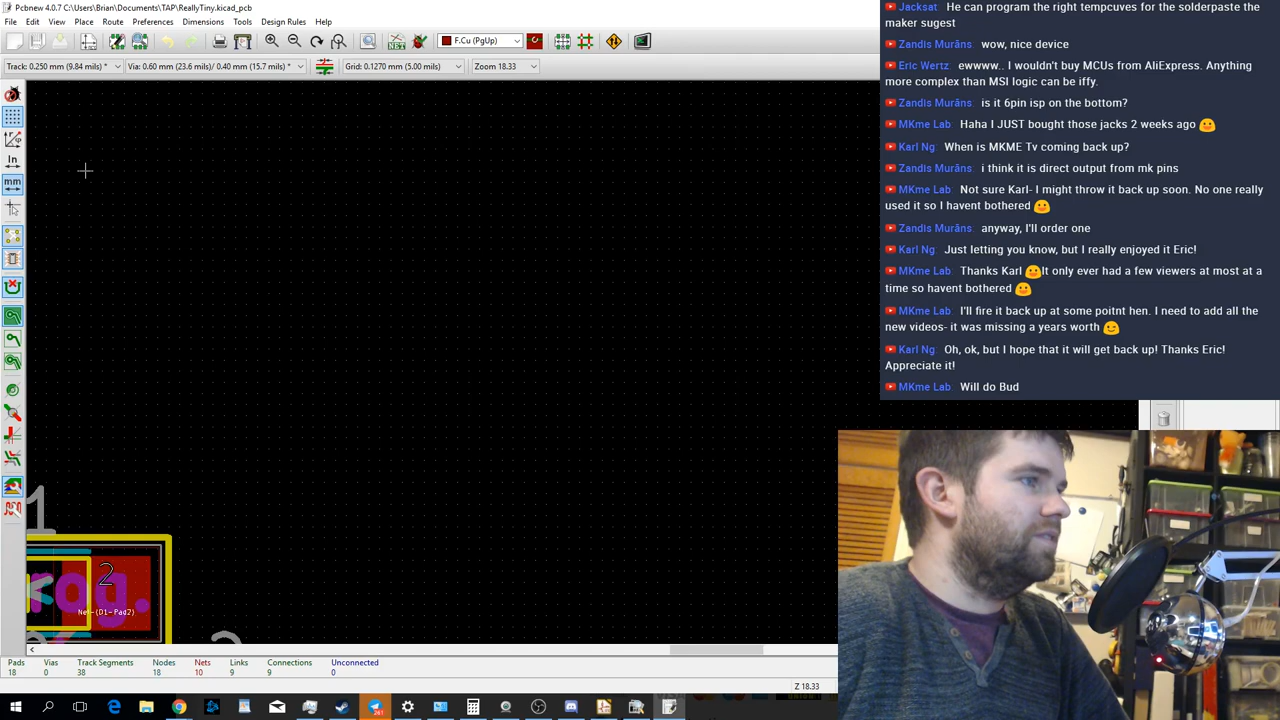 Pcbnew 4.0.7 C:\Users\Brian\Documents\TAP\ReallyTiny.kicad_pcb
File Edit View Place Route Preferences Dimensions Tools Design Rules Help
NET F.Cu (PgUp)
Track: 0.250 mm (9.84 mils) * Via: 0.60 mm (23.6 mils)/ 0.40 mm (15.7 mils) * Grid: 0.1270 mm (5.00 mils) Zoom 18.33
In
mm
1
2
Net-(D1-Pad2)
Pads Vias Track Segments Nodes Nets Links Connections Unconnected
18 0 38 18 10 9 9 0
Z 18.33
Jacksat He can program the right tempcuves for the solderpaste the
maker sugest
Zandis Murāns wow, nice device
Eric Wertz ewwww.. I wouldn't buy MCUs from AliExpress. Anything
more complex than MSI logic can be iffy.
Zandis Murāns is it 6pin isp on the bottom?
MKme Lab Haha I JUST bought those jacks 2 weeks ago
Karl Ng When is MKME Tv coming back up?
Zandis Murāns i think it is direct output from mk pins
MKme Lab Not sure Karl- I might throw it back up soon. No one really
used it so I havent bothered
Zandis Murāns anyway, I'll order one
Karl Ng Just letting you know, but I really enjoyed it Eric!
MKme Lab Thanks Karl It only ever had a few viewers at most at a
time so havent bothered
MKme Lab I'll fire it back up at some poitnt hen. I need to add all the
new videos- it was missing a years worth
Karl Ng Oh, ok, but I hope that it will get back up! Thanks Eric!
Appreciate it!
MKme Lab Will do Bud